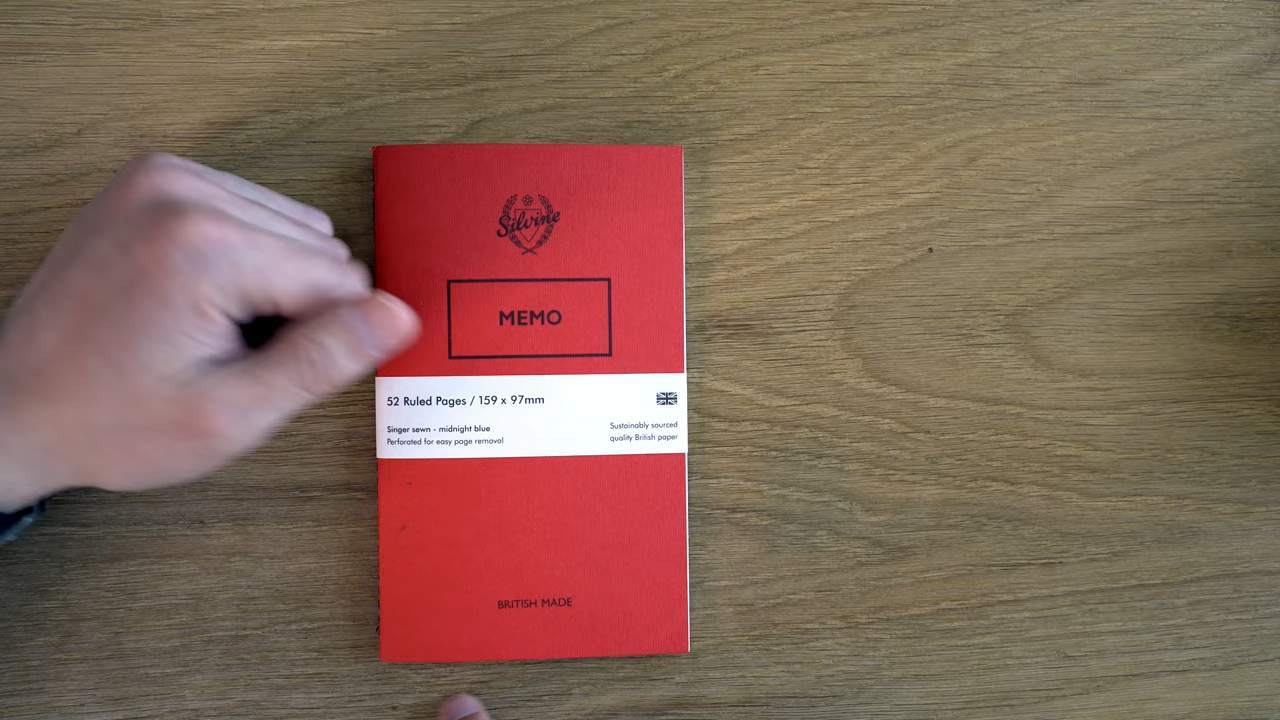 Silvine
MEMO
52 Ruled Pages / 159 x 97mm
Singer sewn - midnight blue
Perforated for easy page removal
Sustainably sourced
quality British paper
BRITISH MADE